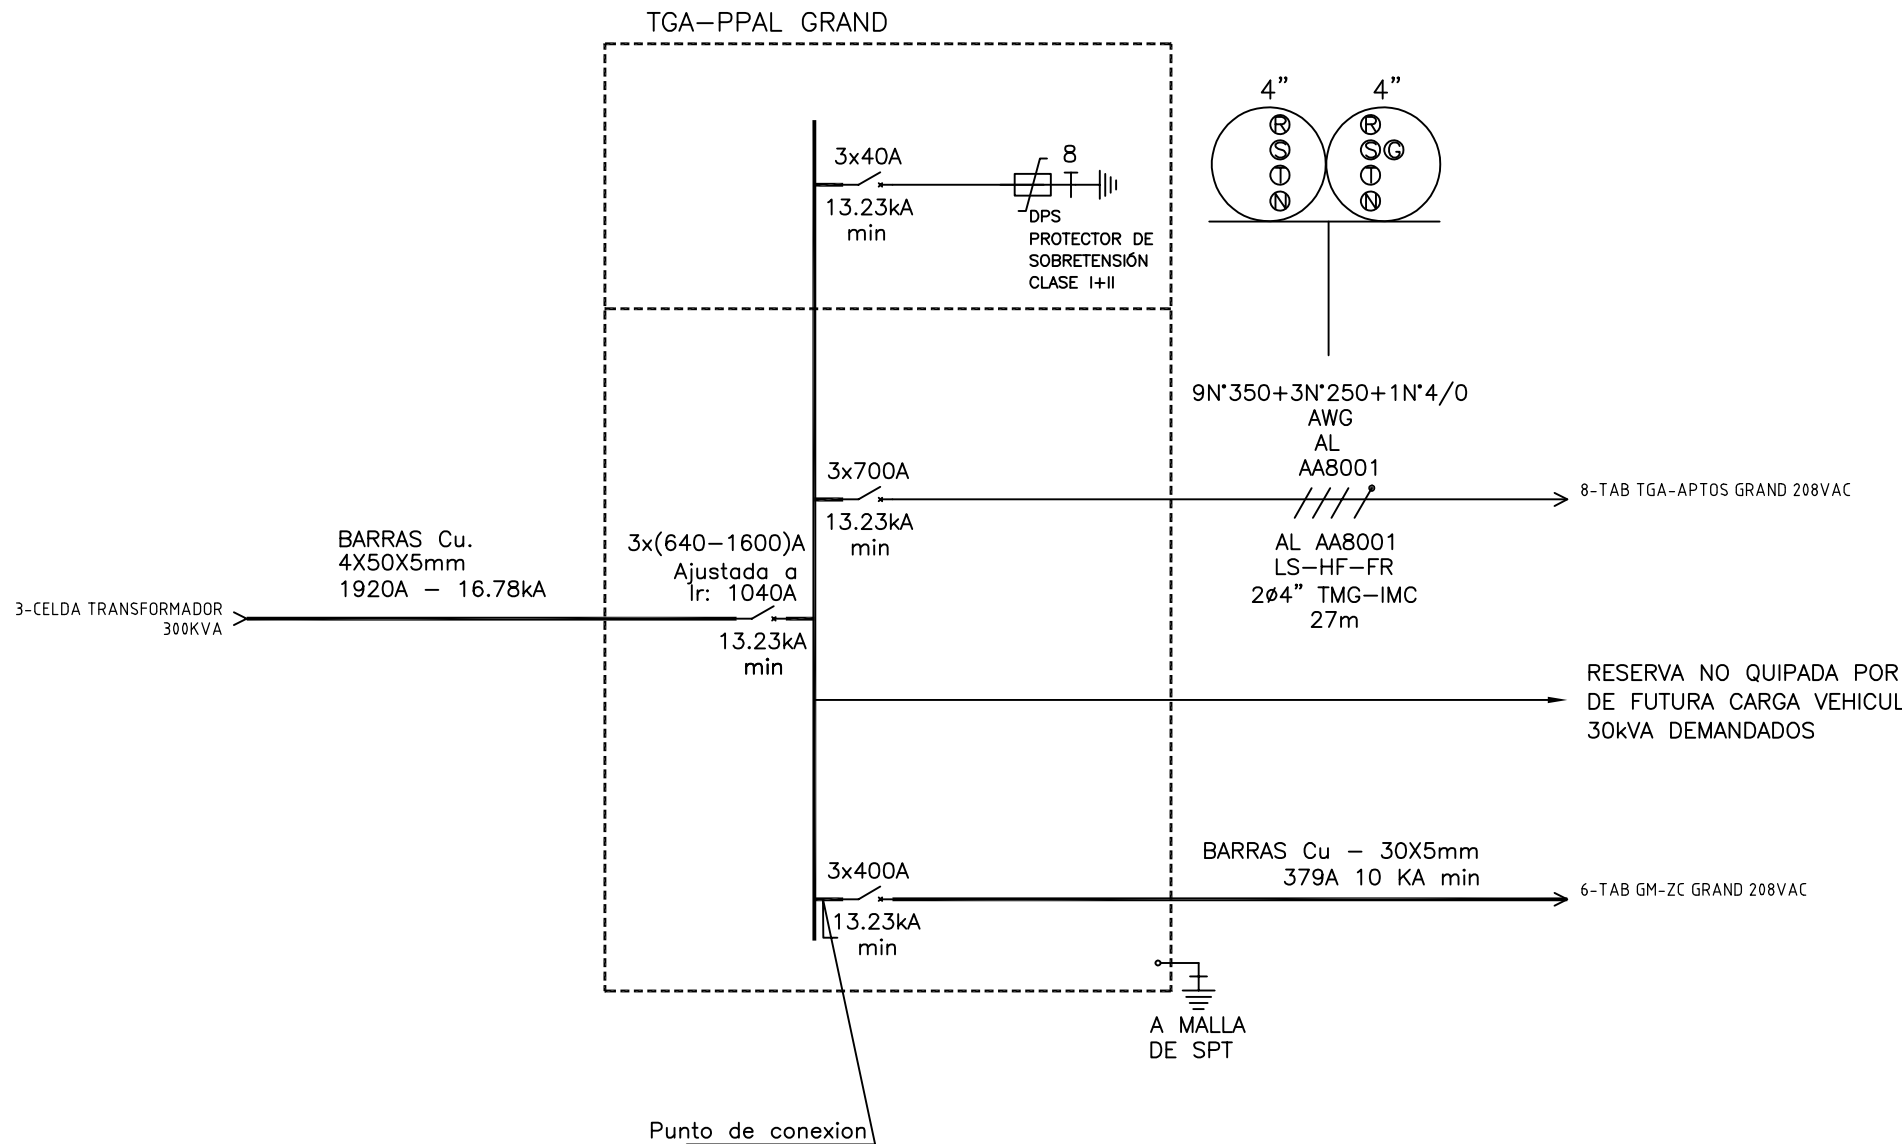 TGA-PPAL GRAND
4" 4"
R R
S S G
T T
N N
3x40A
13.23kA
min
8
DPS
PROTECTOR DE
SOBRETENSIÓN
CLASE I+II
9N°350+3N°250+1N°4/0
AWG
AL
AA8001
3x700A
13.23kA
min
8-TAB TGA-APTOS GRAND 208VAC
AL AA8001
LS-HF-FR
2ø4" TMG-IMC
27m
BARRAS Cu.
4X50X5mm
1920A - 16.78kA
3x(640-1600)A
Ajustada a
Ir: 1040A
13.23kA
min
3-CELDA TRANSFORMADOR
300KVA
RESERVA NO QUIPADA POR
DE FUTURA CARGA VEHICUL
30kVA DEMANDADOS
3x400A
13.23kA
min
BARRAS Cu - 30X5mm
379A 10 KA min
6-TAB GM-ZC GRAND 208VAC
A MALLA
DE SPT
Punto de conexion